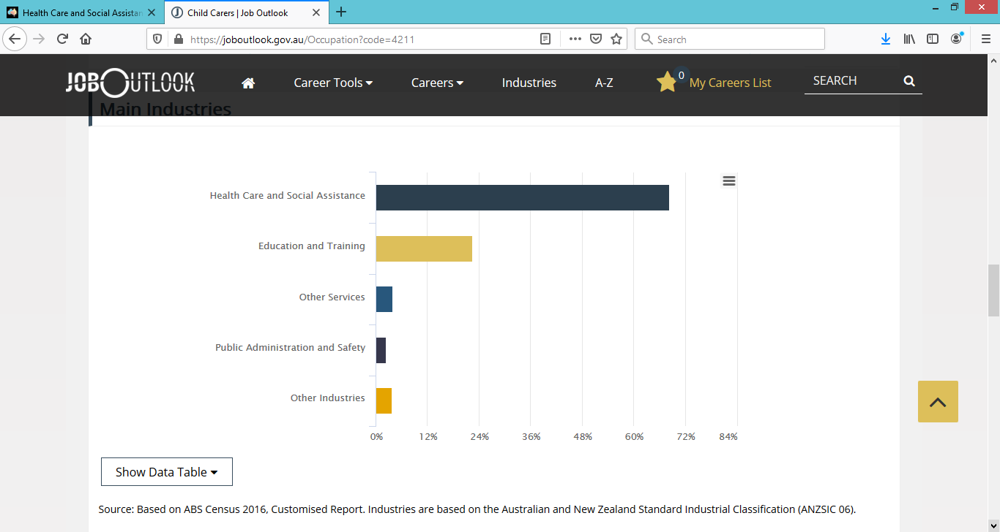 Health Care and Social Assistan
Child Carers | Job Outlook
https://joboutlook.gov.au/Occupation?code=4211
Search
JOBOUTLOOK
Career Tools
Careers
Industries
A-Z
0
My Careers List
SEARCH
Main Industries
Health Care and Social Assistance
Education and Training
Other Services
Public Administration and Safety
Other Industries
0% 12% 24% 36% 48% 60% 72% 84%
Show Data Table
Source: Based on ABS Census 2016, Customised Report. Industries are based on the Australian and New Zealand Standard Industrial Classification (ANZSIC 06).